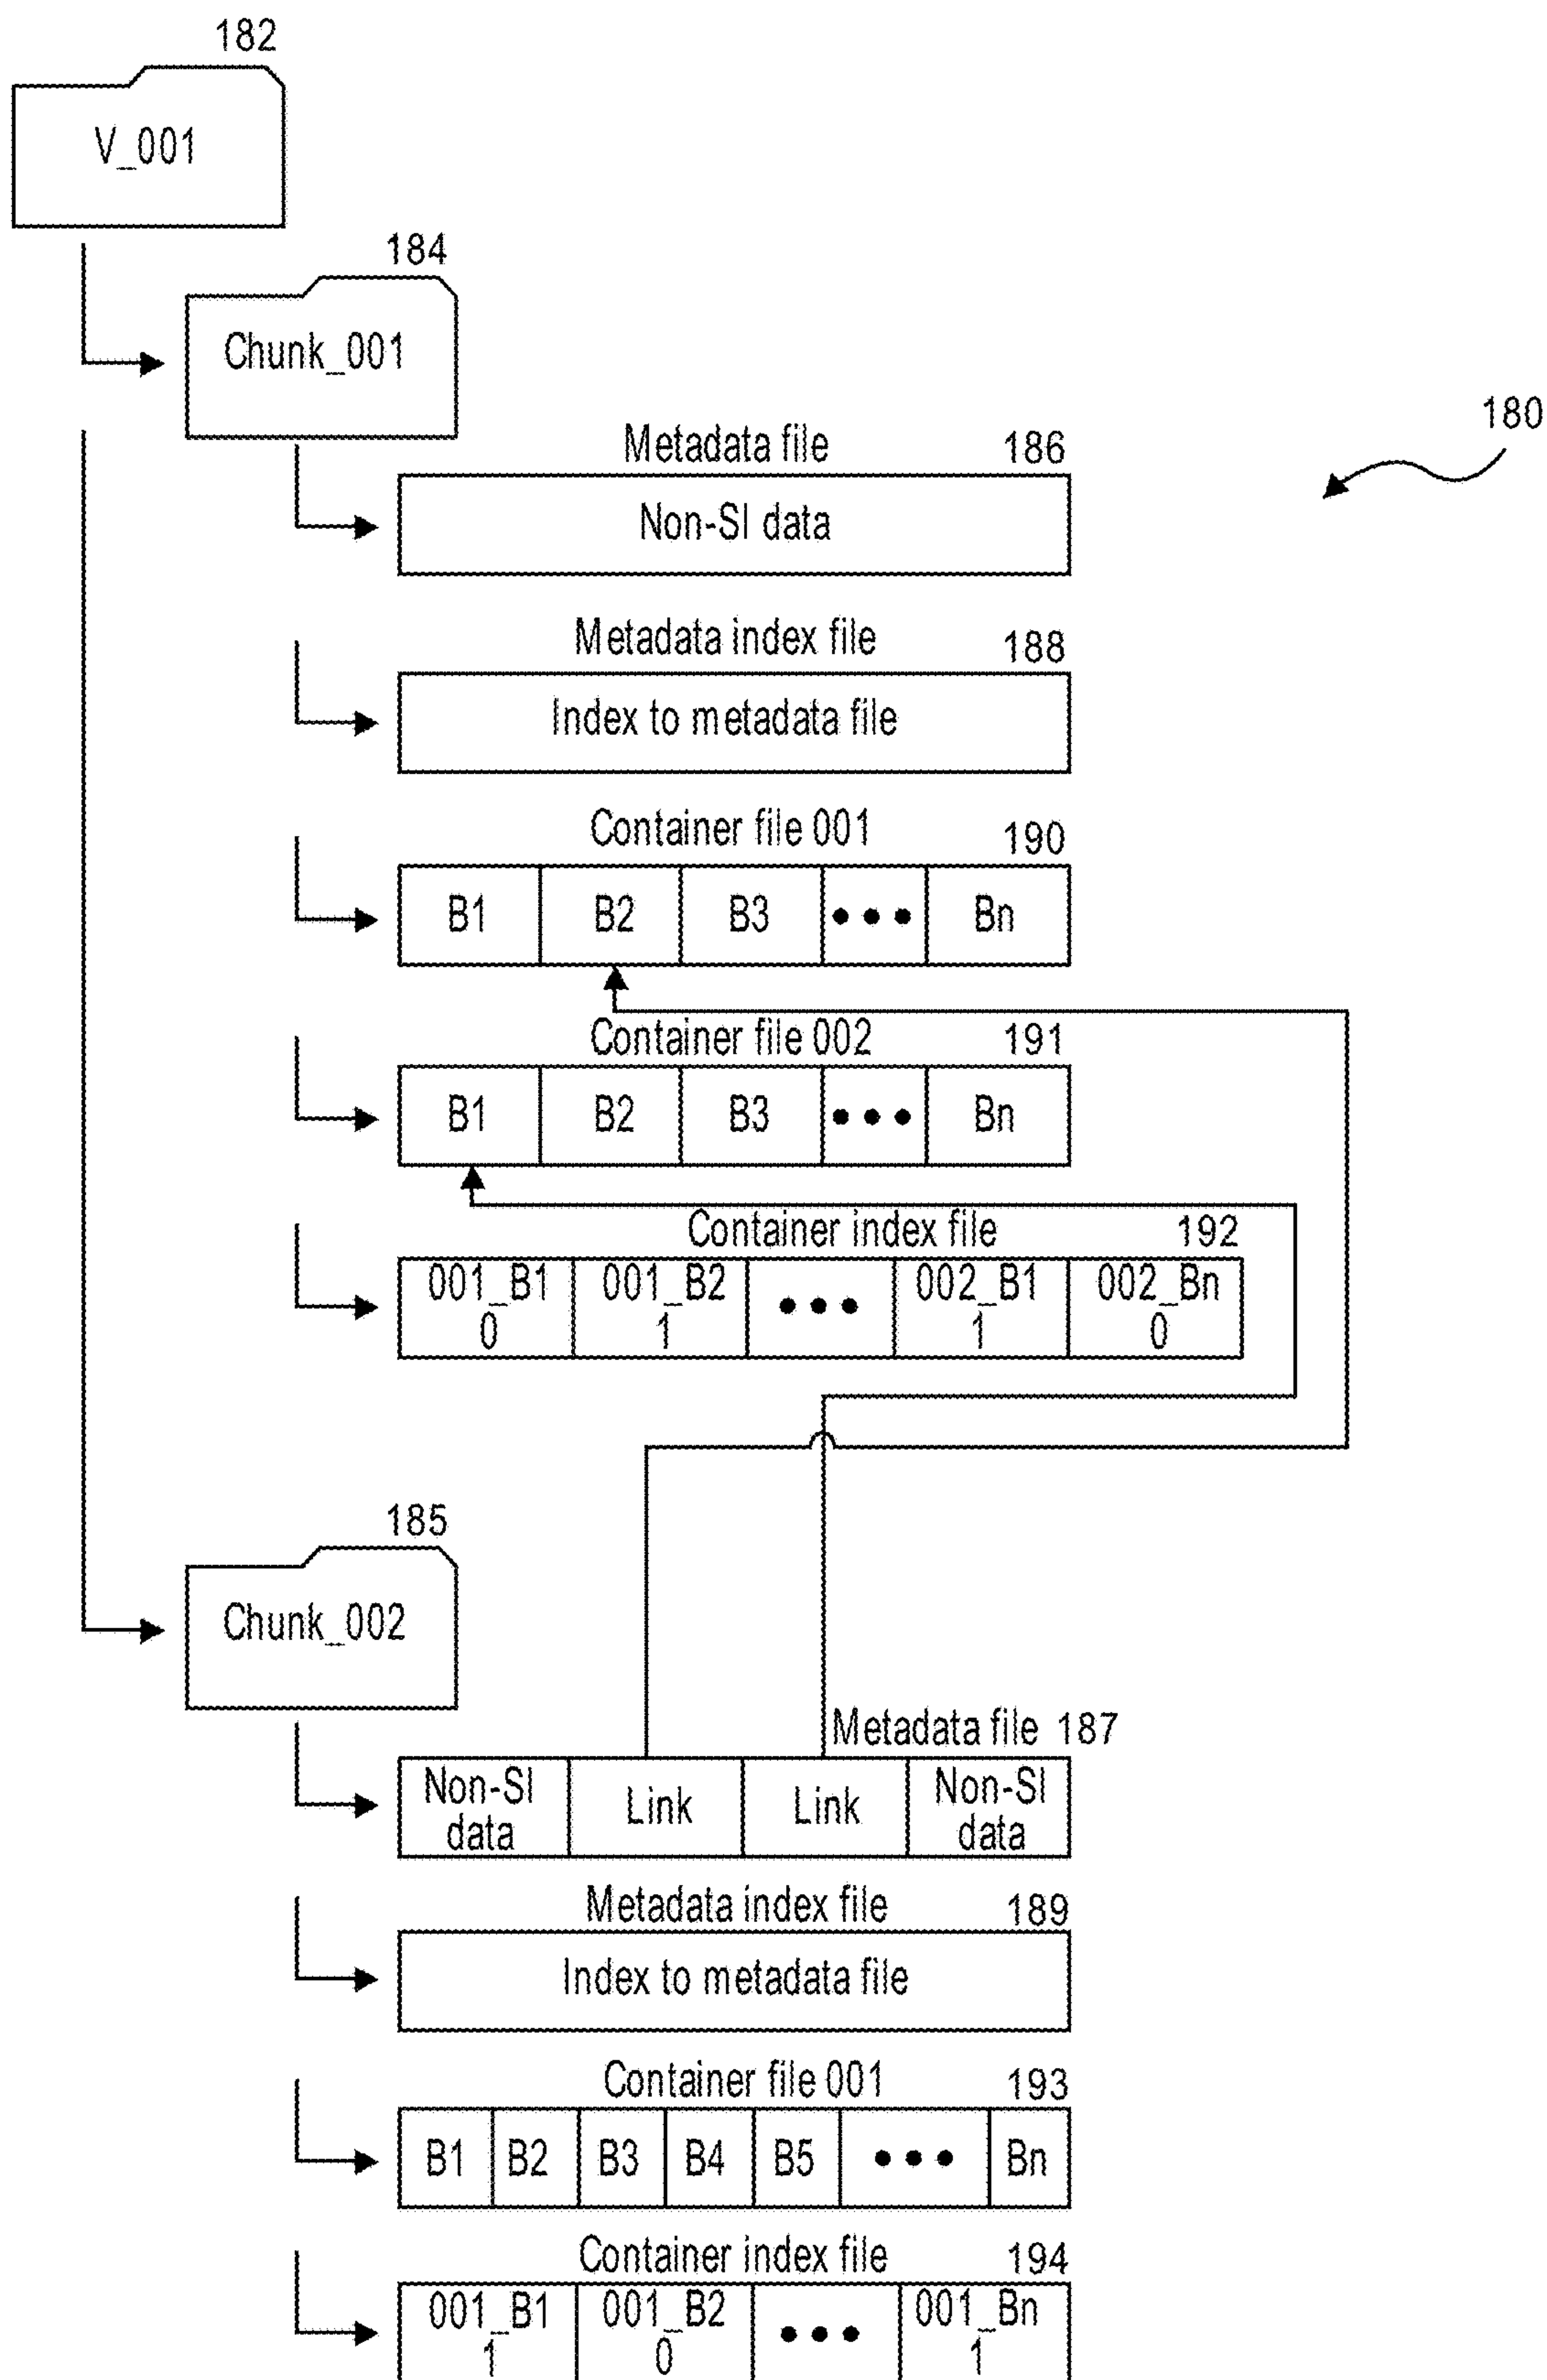 182
V_001
184
Chunk_001
180
Metadata file 186
Non-SI data
Metadata index file 188
Index to metadata file
Container file 001 190
B1 B2 B3 ••• Bn
Container file 002 191
B1 B2 B3 ••• Bn
Container index file 192
001_B1 001_B2 ••• 002_B1 002_Bn
0 1 1 0
185
Chunk_002
Metadata file 187
Non-SI Link Link Non-SI
data data
Metadata index file 189
Index to metadata file
Container file 001 193
B1 B2 B3 B4 B5 ••• Bn
Container index file 194
001_B1 001_B2 ••• 001_Bn
1 0 1